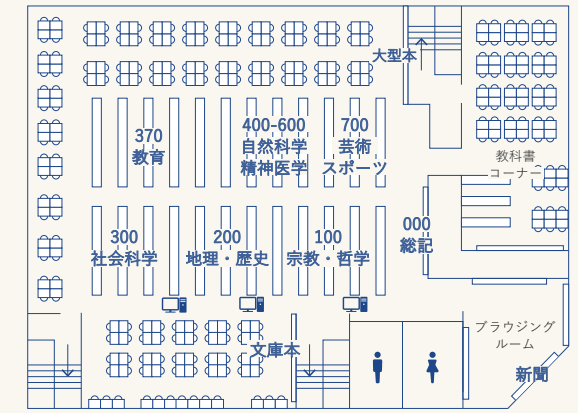 大型本
370
教育
400-600
自然科学
精神医学
700
芸術
スポーツ
教科書
コーナー
300
社会科学
200
地理・歴史
100
宗教・哲学
000
総記
文庫本
ブラウジング
ルーム
新聞